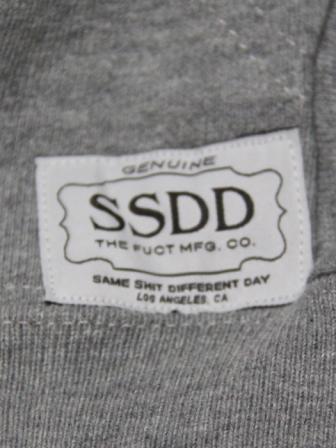 GENUINE
SSDD
THE FUCT MFG. CO.
SAME SHIT DIFFERENT DAY
LOS ANGELES, CA